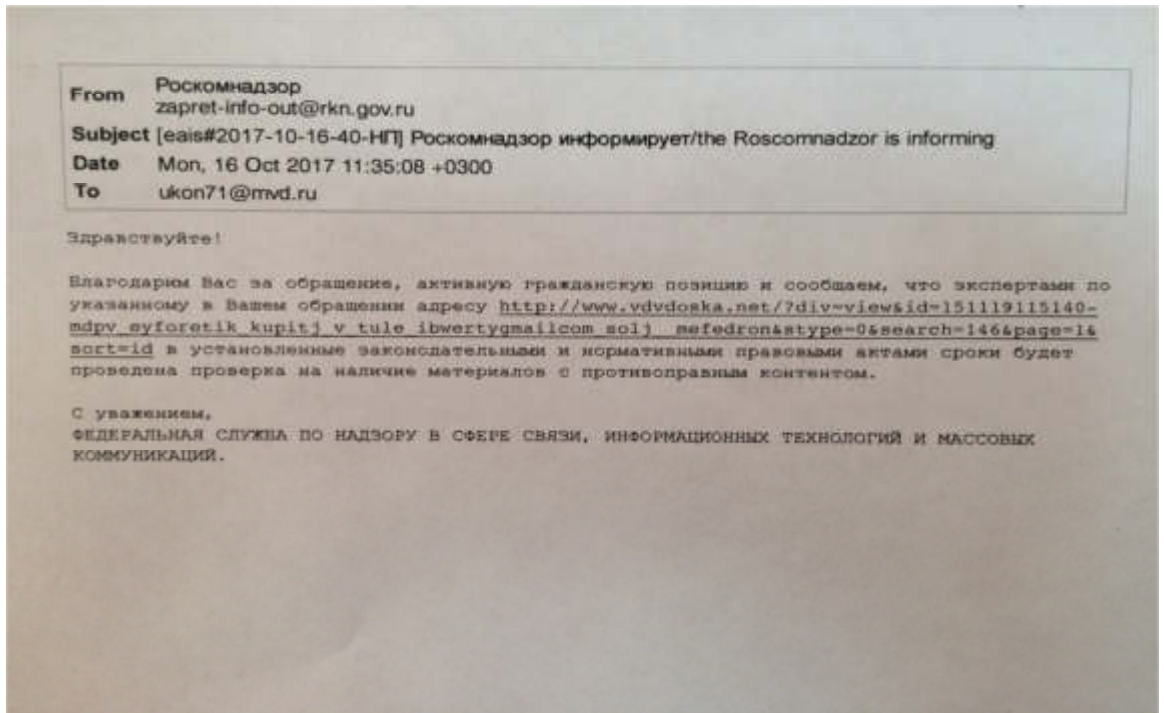 From Роскомнадзор
zapret-info-out@rkn.gov.ru
Subject [eais#2017-10-16-40-НП] Роскомнадзор информирует/the Roscomnadzor is informing
Date Mon, 16 Oct 2017 11:35:08 +0300
To ukon71@mvd.ru
Здравствуйте!
Благодарим Вас за обращение, активную гражданскую позицию и сообщаем, что экспертами по
указанному в Вашем обращении адресу http://www.vdvdoska.net/?div=view&id=151119115140-
mdpv_eyforetik_kupitj_v_tule_ibwertygmailcom_solj__mefedron&stype=0&search=146&page=1&
sort=id в установленные законодательными и нормативными правовыми актами сроки будет
проведена проверка на наличие материалов с противоправным контентом.
С уважением,
ФЕДЕРАЛЬНАЯ СЛУЖБА ПО НАДЗОРУ В СФЕРЕ СВЯЗИ, ИНФОРМАЦИОННЫХ ТЕХНОЛОГИЙ И МАССОВЫХ
КОММУНИКАЦИЙ.